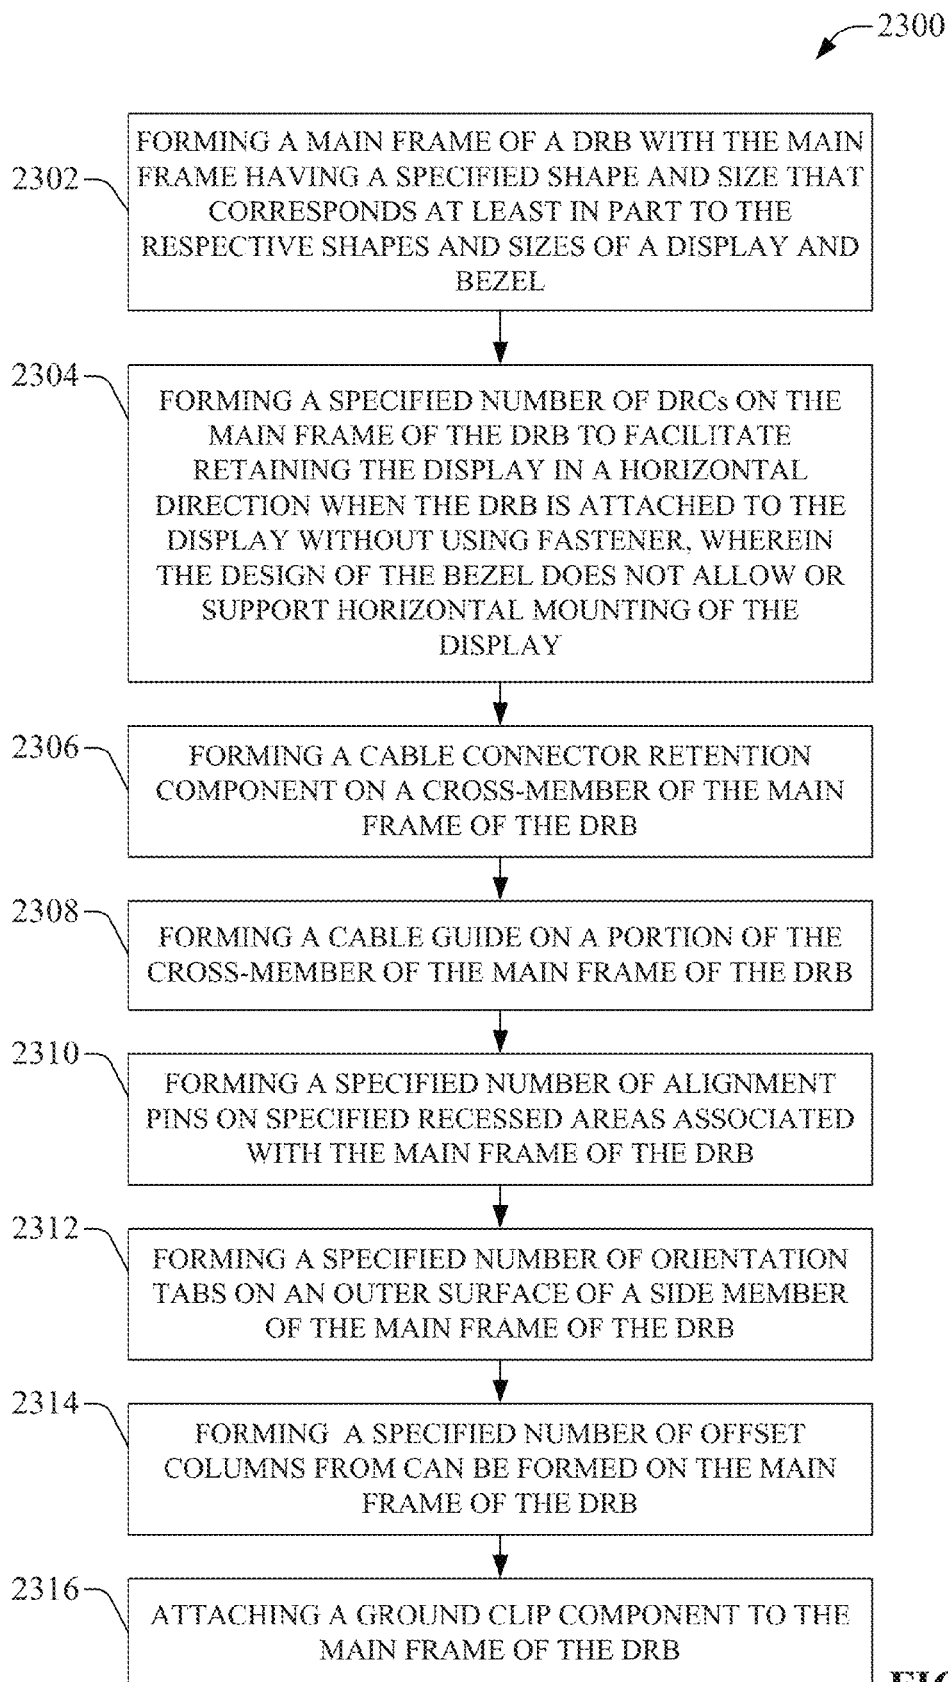 2300
2302
FORMING A MAIN FRAME OF A DRB WITH THE MAIN
FRAME HAVING A SPECIFIED SHAPE AND SIZE THAT
CORRESPONDS AT LEAST IN PART TO THE
RESPECTIVE SHAPES AND SIZES OF A DISPLAY AND
BEZEL
2304
FORMING A SPECIFIED NUMBER OF DRCs ON THE
MAIN FRAME OF THE DRB TO FACILITATE
RETAINING THE DISPLAY IN A HORIZONTAL
DIRECTION WHEN THE DRB IS ATTACHED TO THE
DISPLAY WITHOUT USING FASTENER, WHEREIN
THE DESIGN OF THE BEZEL DOES NOT ALLOW OR
SUPPORT HORIZONTAL MOUNTING OF THE
DISPLAY
2306
FORMING A CABLE CONNECTOR RETENTION
COMPONENT ON A CROSS-MEMBER OF THE MAIN
FRAME OF THE DRB
2308
FORMING A CABLE GUIDE ON A PORTION OF THE
CROSS-MEMBER OF THE MAIN FRAME OF THE DRB
2310
FORMING A SPECIFIED NUMBER OF ALIGNMENT
PINS ON SPECIFIED RECESSED AREAS ASSOCIATED
WITH THE MAIN FRAME OF THE DRB
2312
FORMING A SPECIFIED NUMBER OF ORIENTATION
TABS ON AN OUTER SURFACE OF A SIDE MEMBER
OF THE MAIN FRAME OF THE DRB
2314
FORMING A SPECIFIED NUMBER OF OFFSET
COLUMNS FROM CAN BE FORMED ON THE MAIN
FRAME OF THE DRB
2316
ATTACHING A GROUND CLIP COMPONENT TO THE
MAIN FRAME OF THE DRB